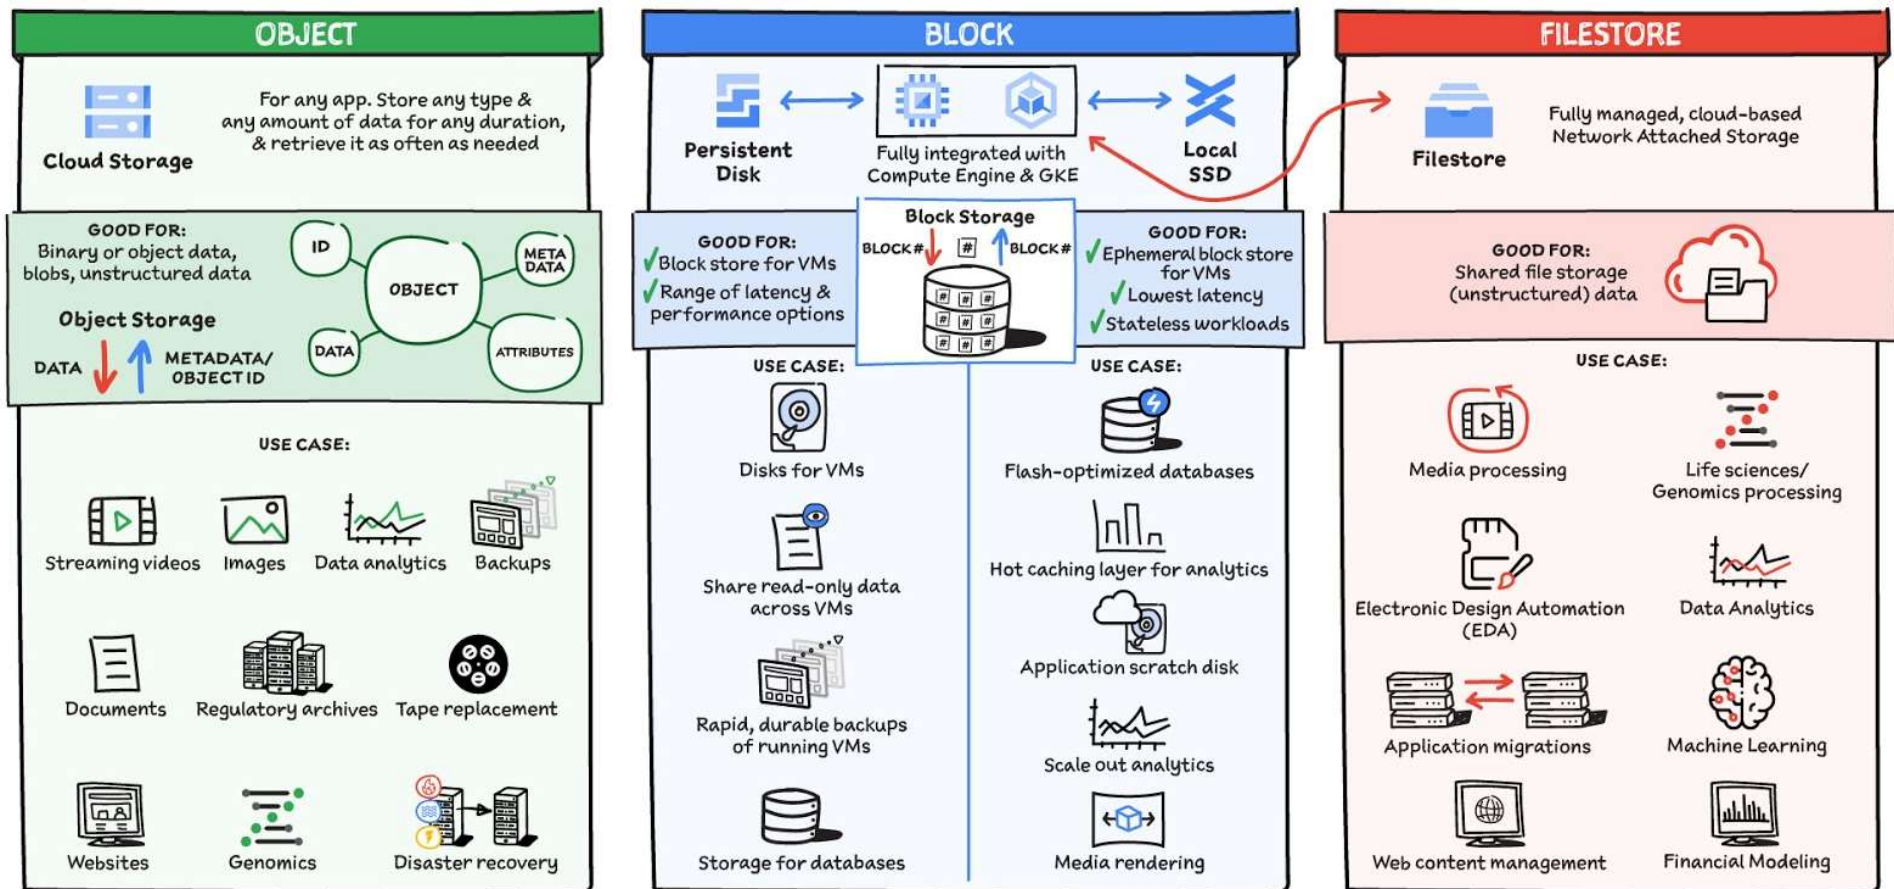 OBJECT
Cloud Storage
For any app. Store any type &
any amount of data for any duration,
& retrieve it as often as needed
GOOD FOR:
Binary or object data,
blobs, unstructured data
Object Storage
DATA
METADATA/
OBJECT ID
ID
OBJECT
META
DATA
DATA
ATTRIBUTES
USE CASE:
Streaming videos
Images
Data analytics
Backups
Documents
Regulatory archives
Tape replacement
Websites
Genomics
Disaster recovery
BLOCK
Persistent
Disk
Fully integrated with
Compute Engine & GKE
Local
SSD
GOOD FOR:
✓Block store for VMs
✓Range of latency &
performance options
Block Storage
BLOCK#
#
BLOCK#
# # #
# # #
# # #
GOOD FOR:
✓Ephemeral block store
for VMs
✓Lowest latency
✓Stateless workloads
USE CASE:
Disks for VMs
Share read-only data
across VMs
Rapid, durable backups
of running VMs
Storage for databases
USE CASE:
Flash-optimized databases
Hot caching layer for analytics
Application scratch disk
Scale out analytics
Media rendering
FILESTORE
Filestore
Fully managed, cloud-based
Network Attached Storage
GOOD FOR:
Shared file storage
(unstructured) data
USE CASE:
Media processing
Life sciences/
Genomics processing
Electronic Design Automation
(EDA)
Data Analytics
Application migrations
Machine Learning
Web content management
Financial Modeling